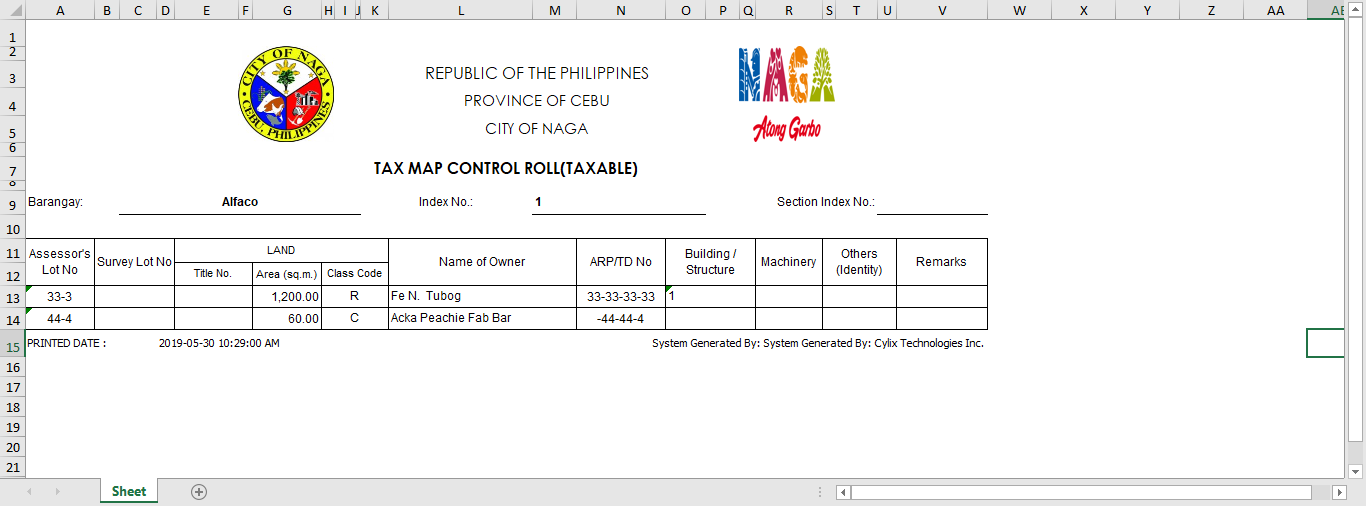 A B C D E F G H I J K L M N O P Q R S T U V W X Y Z AA AE
1
2
CITY OF NAGA
NAGA
3
REPUBLIC OF THE PHILIPPINES
4
PROVINCE OF CEBU
5
CITY OF NAGA
Atong Garbo
CEBU, PHILIPPINES
6
7
TAX MAP CONTROL ROLL(TAXABLE)
8
9
Barangay: Alfaco Index No.: 1 Section Index No.:
10
11
Assessor's Lot No Survey Lot No LAND Name of Owner ARP/TD No Building / Structure Machinery Others (Identity) Remarks
12
Title No. Area (sq.m.) Class Code
13 33-3 1,200.00 R Fe N. Tubog 33-33-33-33 1
14 44-4 60.00 C Acka Peachie Fab Bar -44-44-4
15 PRINTED DATE : 2019-05-30 10:29:00 AM System Generated By: System Generated By: Cylix Technologies Inc.
16
17
18
19
20
21
Sheet